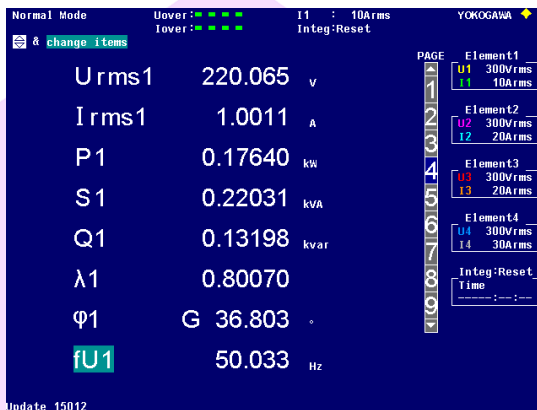 Normal Mode Uover: I1 : 10Arms YOKOGAWA
Iover: Integ:Reset
& change items
PAGE
Urms1 220.065 V
Irms1 1.0011 A
P1 0.17640 kW
S1 0.22031 kVA
Q1 0.13198 kvar
λ1 0.80070
φ1 G 36.803 °
fU1 50.033 Hz
1
2
3
4
5
6
7
8
9
Element1
U1 300Vrms
I1 10Arms
Element2
U2 300Vrms
I2 20Arms
Element3
U3 300Vrms
I3 20Arms
Element4
U4 300Vrms
I4 30Arms
Integ:Reset
Time
-----:--:--
Update 15012